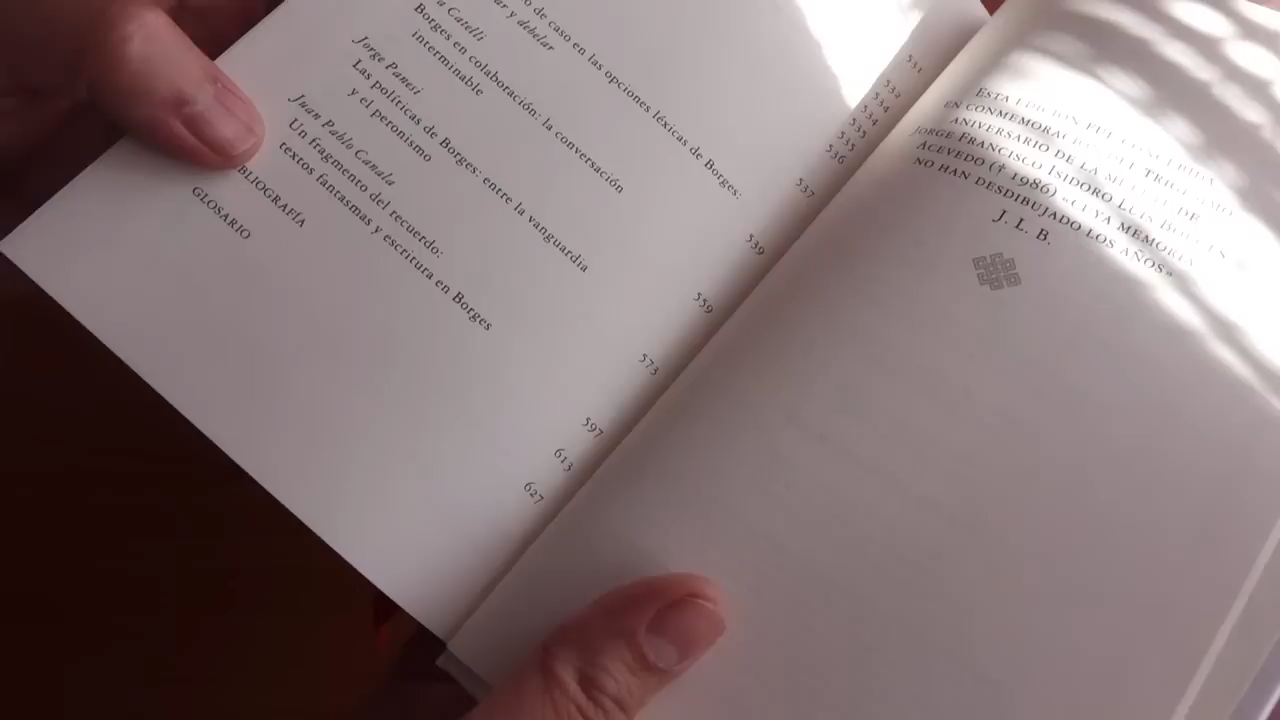 o de caso en las opciones léxicas de Borges:
ar y debelar 537
a Catelli
Borges en colaboración: la conversación
interminable 559
Jorge Panesi
Las políticas de Borges: entre la vanguardia
y el peronismo 573
Juan Pablo Canala
Un fragmento del recuerdo:
textos fantasmas y escritura en Borges 597
BLIOGRAFÍA 613
GLOSARIO 627
531
532
534
534
535
535
536
539
ESTA EDICIÓN FUE CONCEBIDA
EN CONMEMORACIÓN DEL TRIGÉSIMO
ANIVERSARIO DE LA MUERTE DE
JORGE FRANCISCO ISIDORO LUIS BORGES
ACEVEDO († 1986) «CUYA MEMORIA
NO HAN DESDIBUJADO LOS AÑOS»
J. L. B.